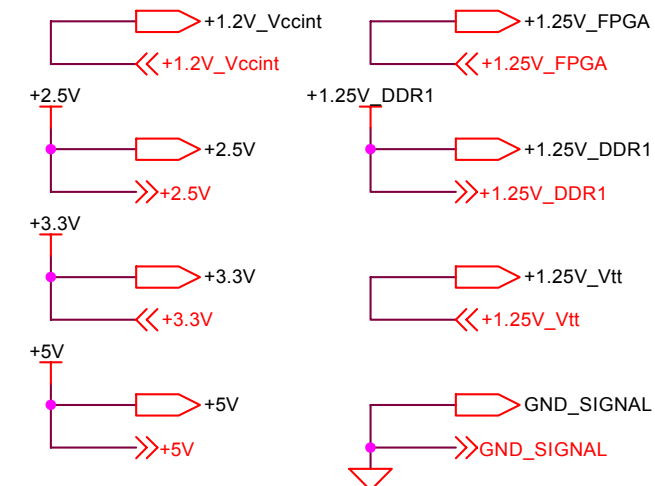 +1.2V_Vccint
+1.2V_Vccint
+2.5V
+2.5V
+2.5V
+3.3V
+3.3V
+3.3V
+5V
+5V
+5V
+1.25V_FPGA
+1.25V_FPGA
+1.25V_DDR1
+1.25V_DDR1
+1.25V_DDR1
+1.25V_Vtt
+1.25V_Vtt
GND_SIGNAL
GND_SIGNAL